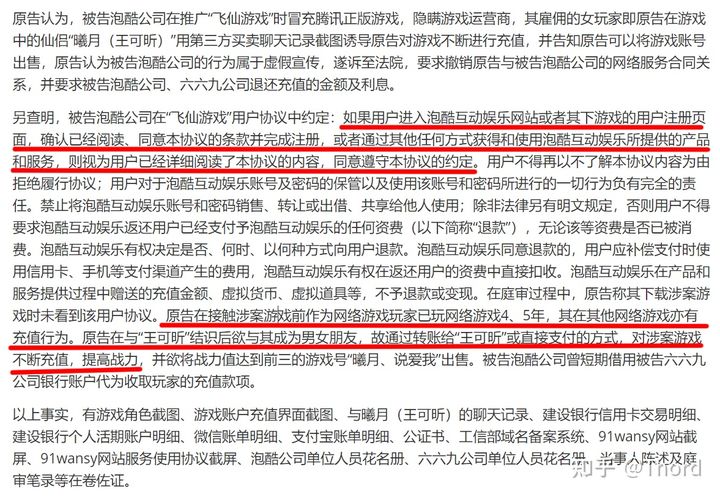 原告认为，被告泡酷公司在推广“飞仙游戏”时冒充腾讯正版游戏，隐瞒游戏运营商，其雇佣的女玩家即原告在游戏
中的仙侣“曦月（王可昕）”用第三方买卖聊天记录截图诱导原告对游戏不断进行充值，并告知原告可以将游戏账号
出售，原告认为被告泡酷公司的行为属于虚假宣传，遂诉至法院，要求撤销原告与被告泡酷公司的网络服务合同关
系，并要求被告泡酷公司、六六九公司退还充值的金额及利息。
另查明，被告泡酷公司在“飞仙游戏”用户协议中约定：如果用户进入泡酷互动娱乐网站或者其下游戏的用户注册页
面，确认已经阅读、同意本协议的条款并完成注册，或者通过其他任何方式获得和使用泡酷互动娱乐所提供的产品
和服务，则视为用户已经详细阅读了本协议的内容，同意遵守本协议的约定。用户不得再以不了解本协议内容为由
拒绝履行协议；用户对于泡酷互动娱乐账号及密码的保管以及使用该账号和密码所进行的一切行为负有完全的责
任。禁止将泡酷互动娱乐账号和密码销售、转让或出借、共享给他人使用；除非法律另有明文规定，否则用户不得
要求泡酷互动娱乐返还用户已经支付予泡酷互动娱乐的任何资费（以下简称“退款”），无论该等资费是否已被消
费。泡酷互动娱乐有权决定是否、何时、以何种方式向用户退款。泡酷互动娱乐同意退款的，用户应补偿支付时使
用信用卡、手机等支付渠道产生的费用，泡酷互动娱乐有权在返还用户的资费中直接扣收。泡酷互动娱乐在产品和
服务提供过程中赠送的充值金额、虚拟货币、虚拟道具等，不予退款或变现。在庭审过程中，原告称其下载涉案游
戏时未看到该用户协议。原告在接触涉案游戏前作为网络游戏玩家已玩网络游戏4、5年，其在其他网络游戏亦有
充值行为。原告在与“王可昕”结识后欲与其成为男女朋友，故通过转账给“王可昕”或直接支付的方式，对涉案游戏
不断充值，提高战力，并欲将战力值达到前三的游戏号“曦月、说爱我”出售。被告泡酷公司曾短期借用被告六六九
公司银行账户代为收取玩家的充值款项。
以上事实，有游戏角色截图、游戏账户充值界面截图、与曦月（王可昕）的聊天记录、建设银行信用卡交易明细、
建设银行个人活期账户明细、微信账单明细、支付宝账单明细、公证书、工信部域名备案系统、91wansy网站截
屏、91wansy网站服务使用协议截屏、泡酷公司单位人员花名册、六六九公司单位人员花名册、当事人陈述及庭
审笔录等在卷佐证。
知乎 @Thord